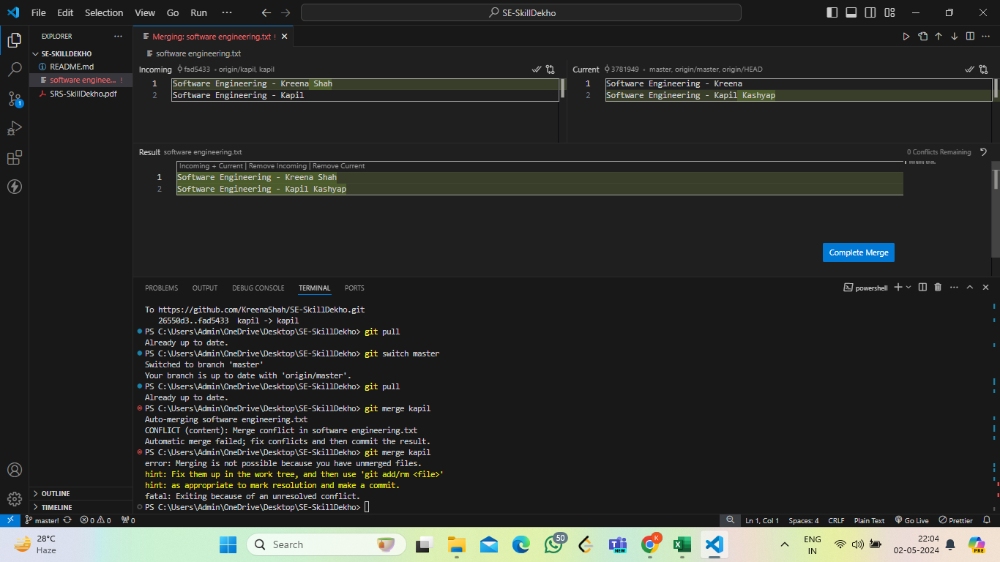 File Edit Selection View Go Run ··· SE-SkillDekho
EXPLORER ···
SE-SKILLDEKHO
README.md
software enginee... !
SRS-SkillDekho.pdf
OUTLINE
TIMELINE
Merging: software engineering.txt !
software engineering.txt
Incoming fad5433 • origin/kapil, kapil
1 Software Engineering - Kreena Shah
2 Software Engineering - Kapil
Current 3781949 • master, origin/master, origin/HEAD
1 Software Engineering - Kreena
2 Software Engineering - Kapil Kashyap
Result software engineering.txt 0 Conflicts Remaining
Incoming + Current | Remove Incoming | Remove Current
1 Software Engineering - Kreena Shah
2 Software Engineering - Kapil Kashyap
Complete Merge
PROBLEMS OUTPUT DEBUG CONSOLE TERMINAL PORTS powershell
To https://github.com/KreenaShah/SE-SkillDekho.git
26550d3..fad5433 kapil -> kapil
PS C:\Users\Admin\OneDrive\Desktop\SE-SkillDekho> git pull
Already up to date.
PS C:\Users\Admin\OneDrive\Desktop\SE-SkillDekho> git switch master
Switched to branch 'master'
Your branch is up to date with 'origin/master'.
PS C:\Users\Admin\OneDrive\Desktop\SE-SkillDekho> git pull
Already up to date.
PS C:\Users\Admin\OneDrive\Desktop\SE-SkillDekho> git merge kapil
Auto-merging software engineering.txt
CONFLICT (content): Merge conflict in software engineering.txt
Automatic merge failed; fix conflicts and then commit the result.
PS C:\Users\Admin\OneDrive\Desktop\SE-SkillDekho> git merge kapil
error: Merging is not possible because you have unmerged files.
hint: Fix them up in the work tree, and then use 'git add/rm <file>'
hint: as appropriate to mark resolution and make a commit.
fatal: Exiting because of an unresolved conflict.
PS C:\Users\Admin\OneDrive\Desktop\SE-SkillDekho>
master! 0 0 0 Ln 1, Col 1 Spaces: 4 CRLF Plain Text Go Live Prettier
28°C
Haze
Search
50
NEW
K
ENG
IN
22:04
02-05-2024
PRE
1